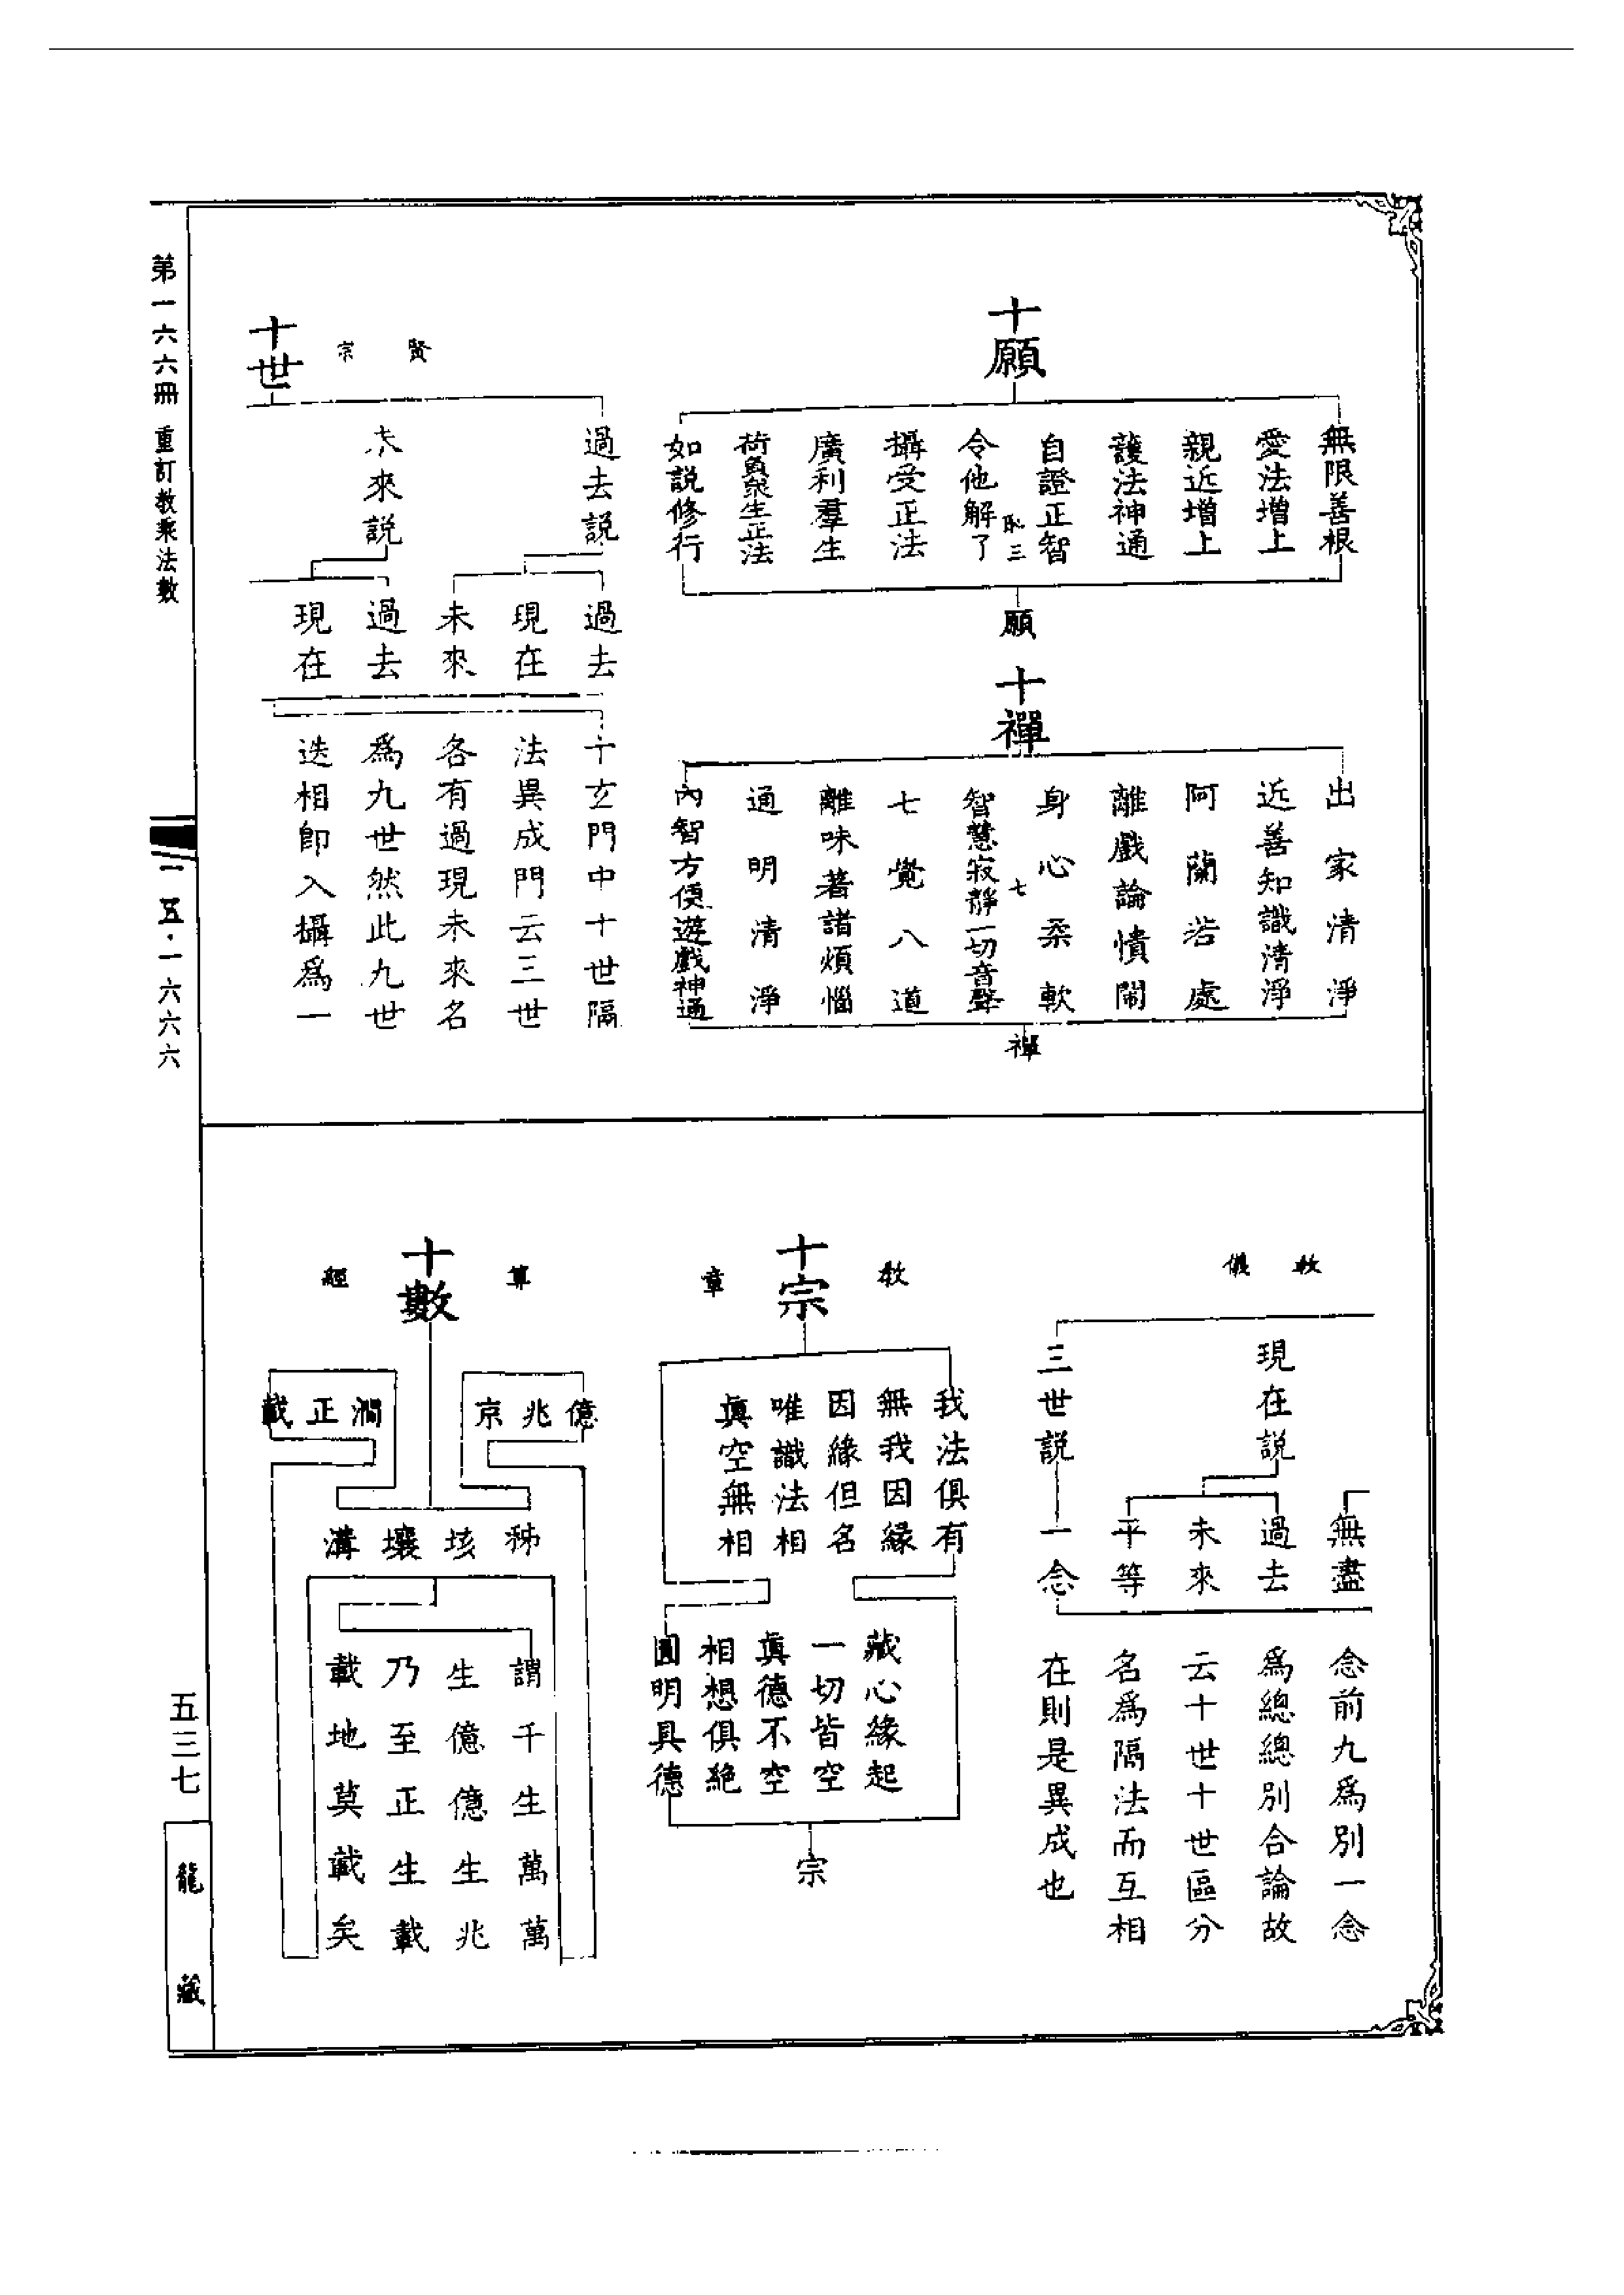 十願
無限善根
愛法增上
親近增上
護法神通
自證正智
恥三
令他解了
攝受正法
廣利羣生
荷負眾生正法
如說修行
願
十禪
出家清淨
近善知識清淨
阿蘭若處
離戲論憒閙
身心柔軟
七
智慧寂靜一切音聲
七覺八道
離味著諸煩惱
通明清淨
內智方便遊戲神通
禪
賢
宗
十世
過去說
未來說
過去
現在
未來
過去
現在
十玄門中十世隔
法異成門云三世
各有過現未來名
為九世然此九世
迭相卽入攝為一
教
儀
現在說
三世說
無盡
過去
未來
平等
一念
念前九為別一念
為總總別合論故
云十世十世區分
名為隔法而互相
在則是異成也
教
十宗
章
我法俱有
無我因緣
因緣但名
唯識法相
眞空無相
藏心緣起
一切皆空
眞德不空
相想俱絶
圓明具德
宗
算
十數
經
億兆京
秭垓壤溝
澗正載
謂千生萬萬
生億億生兆
乃至正生載
載地莫載矣
第一六六冊 重訂教乘法數
一五·一六六六
五三七
龍藏